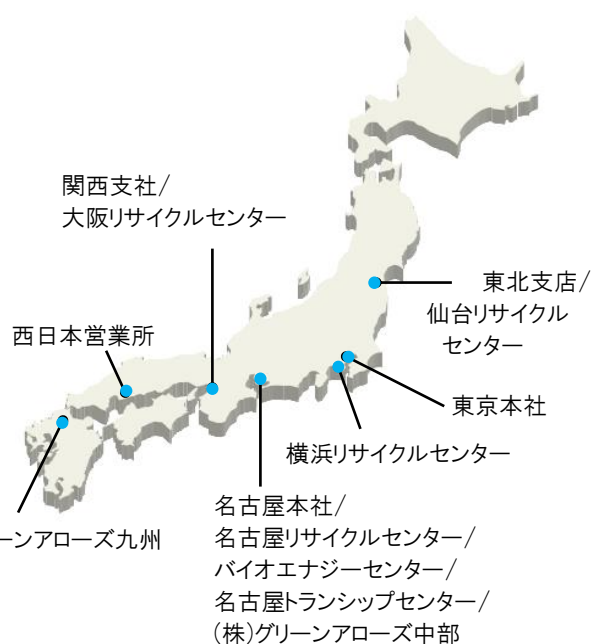 関西支社/
大阪リサイクルセンター
東北支店/
仙台リサイクル
センター
西日本営業所
東京本社
横浜リサイクルセンター
名古屋本社/
名古屋リサイクルセンター/
バイオエナジーセンター/
名古屋トランシップセンター/
(株)グリーンアローズ中部
ーンアローズ九州